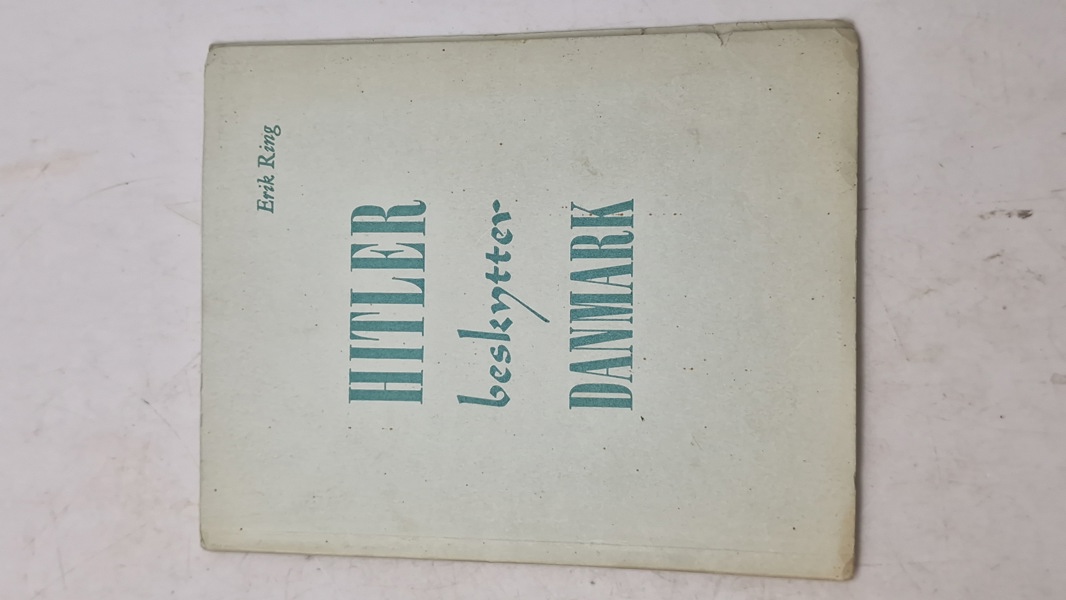 Erik Ring
HITLER
beskytter
DANMARK